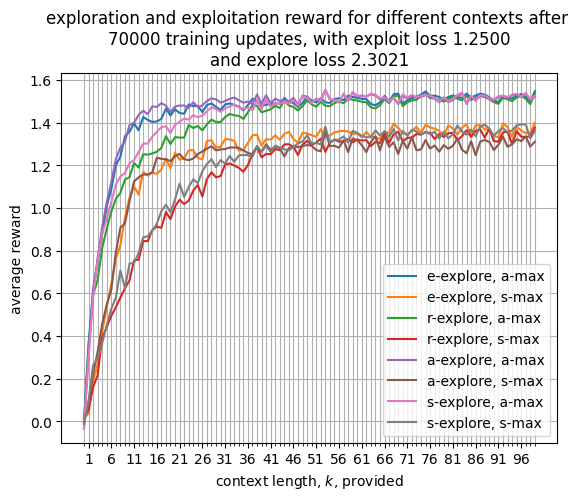 exploration and exploitation reward for different contexts after
70000 training updates, with exploit loss 1.2500
and explore loss 2.3021
1.6
1.4
1.2
1.0
0.8
0.6
0.4
0.2
0.0
average reward
e-explore, a-max
e-explore, s-max
r-explore, a-max
r-explore, s-max
a-explore, a-max
a-explore, s-max
s-explore, a-max
s-explore, s-max
1 6 11 16 21 26 31 36 41 46 51 56 61 66 71 76 81 86 91 96
context length, k, provided